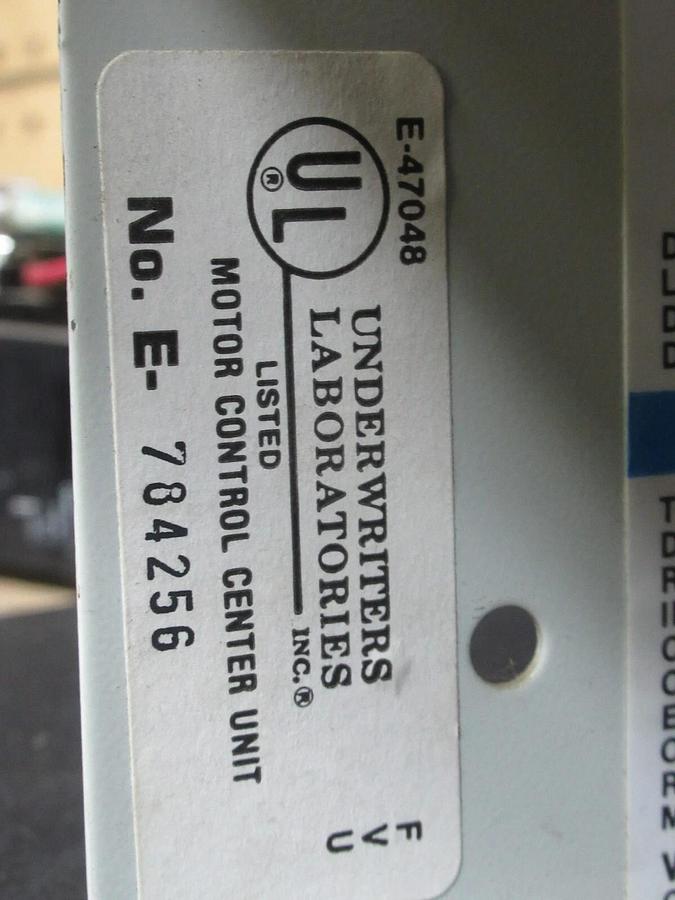 E-47048
UL®
UNDERWRITERS
LABORATORIES
INC.®
LISTED
MOTOR CONTROL CENTER UNIT
No. E- 784256
F
V
U